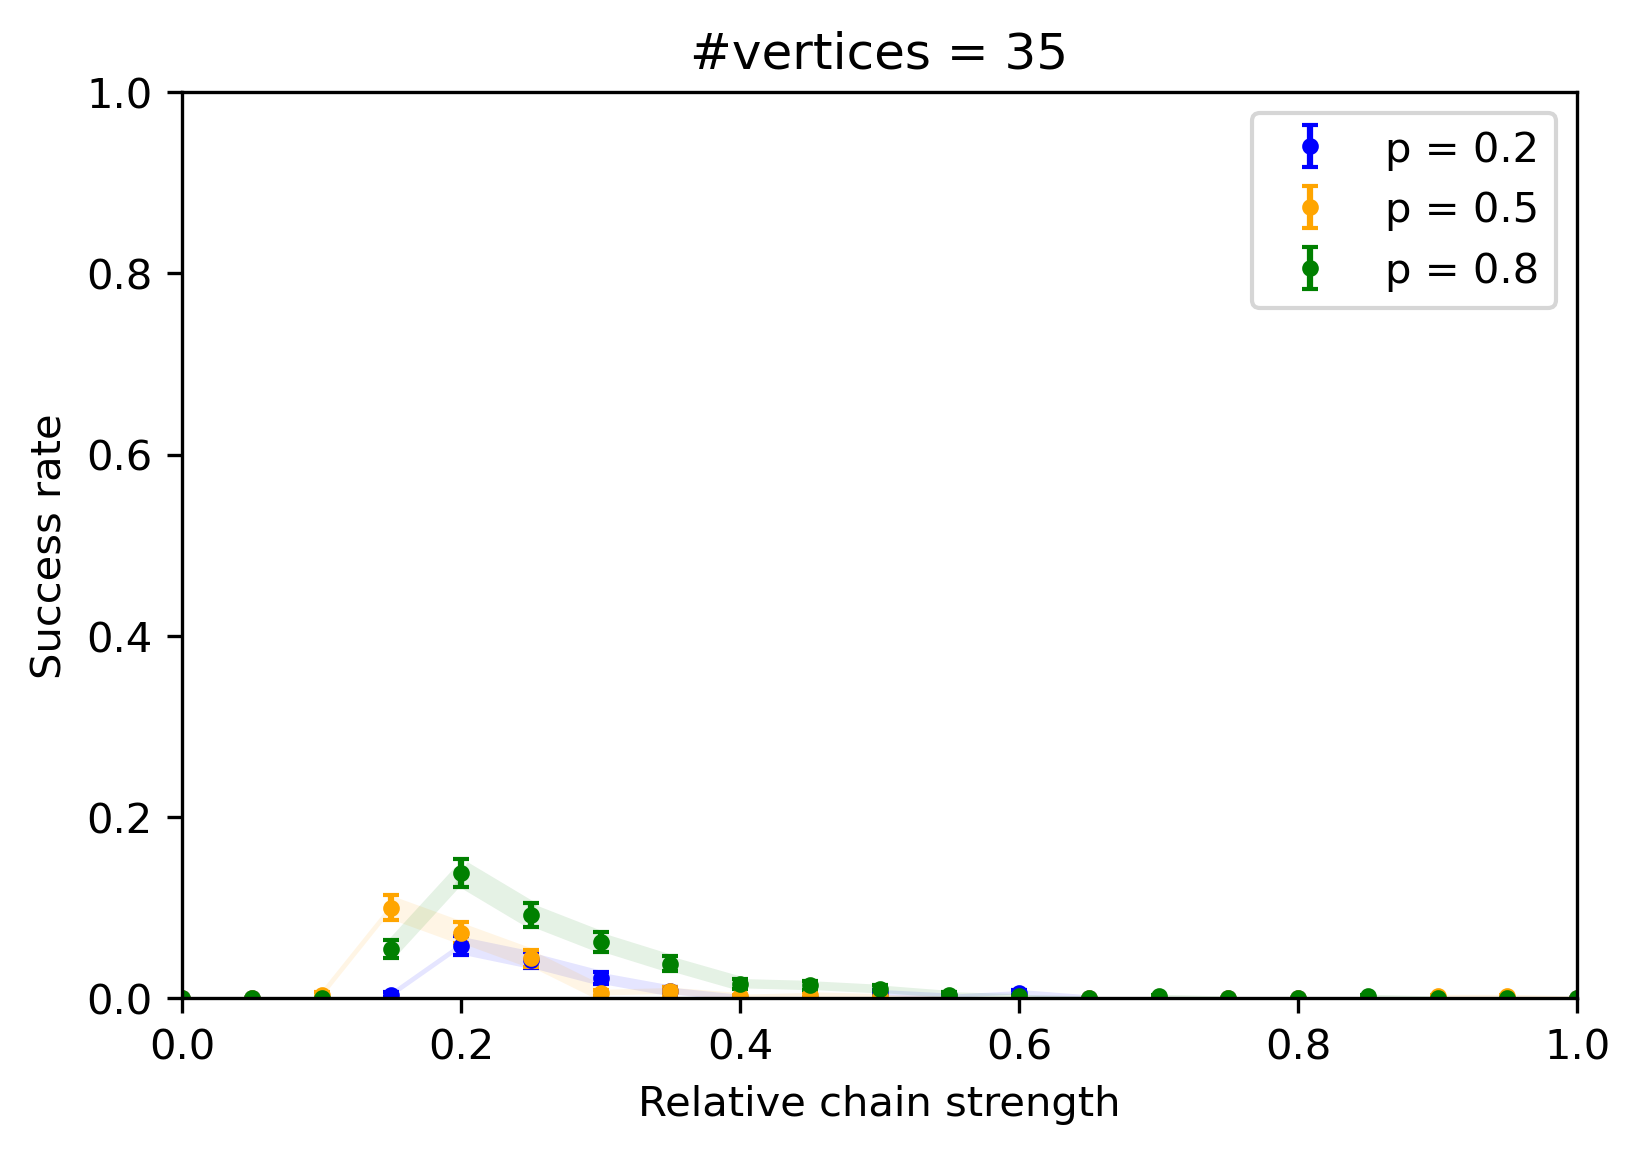 #vertices = 35
1.0
0.8
0.6
0.4
0.2
0.0
Success rate
p = 0.2
p = 0.5
p = 0.8
0.0 0.2 0.4 0.6 0.8 1.0
Relative chain strength